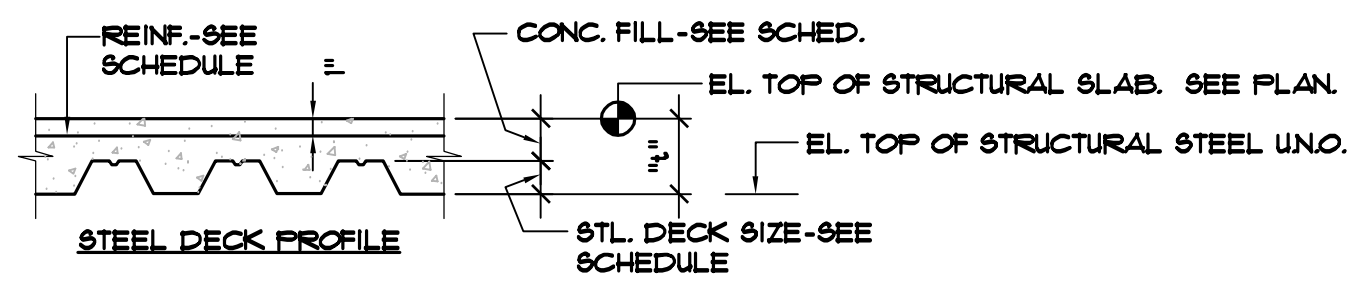 REINF.-SEE
SCHEDULE
1"
CONC. FILL-SEE SCHED.
EL. TOP OF STRUCTURAL SLAB. SEE PLAN.
"t"
EL. TOP OF STRUCTURAL STEEL U.N.O.
STEEL DECK PROFILE
STL. DECK SIZE-SEE
SCHEDULE